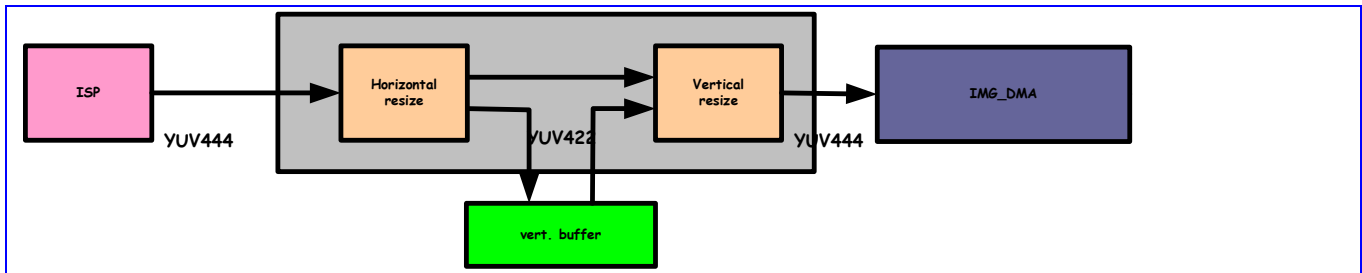 ISP
Horizontal
resize
Vertical
resize
IMG_DMA
YUV444
YUV422
YUV444
vert. buffer